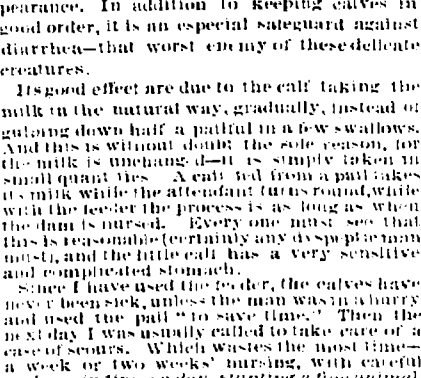 pearance. In addition to keeping calves in
good order, it is an especial safeguard against
diarrhea—that worst enemy of these delicate
creatures.
Its good effect are due to the calf taking the
milk in the natural way, gradually, instead of
gulping down half a pailful in a few swallows.
And this is without doubt the sole reason, for
the milk is unchang d—it is simply taken in
small quant ties A calf fed from a pail takes
its milk while the attendant turns round, while
with the feeder the process is as long as when
the dam is nursed. Every one must see that
this is reasonable (certainly any dyspeptic man
must), and the little calf has a very sensitive
and complicated stomach.
Since I have used the feeder, the calves have
never been sick, unless the man was in a hurry
and used the pail "to save time." Then the
next day I was usually called to take care of a
case of scours. Which wastes the most time—
a week or two weeks' nursing, with careful